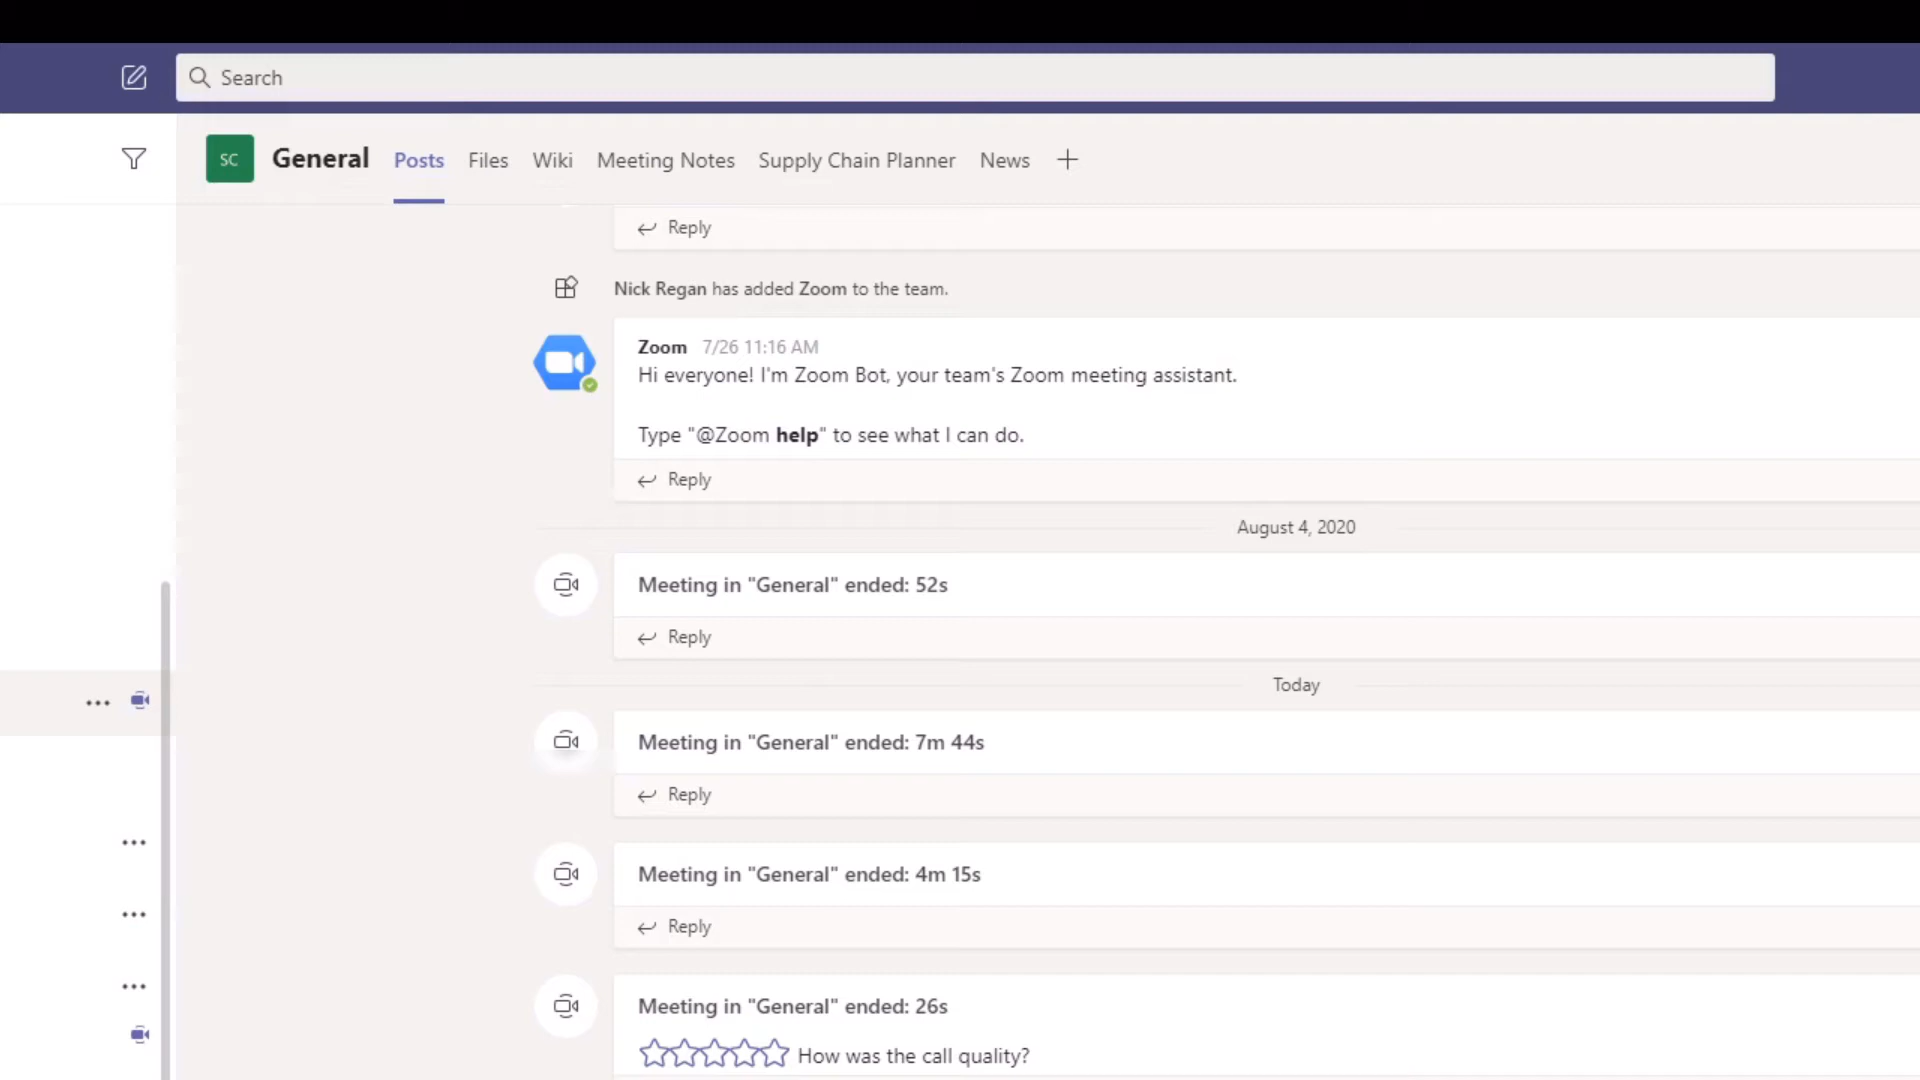 Search
SC General Posts Files Wiki Meeting Notes Supply Chain Planner News
Reply
Nick Regan has added Zoom to the team.
Zoom 7/26 11:16 AM
Hi everyone! I'm Zoom Bot, your team's Zoom meeting assistant.
Type "@Zoom help" to see what I can do.
Reply
August 4, 2020
Meeting in "General" ended: 52s
Reply
Today
Meeting in "General" ended: 7m 44s
Reply
Meeting in "General" ended: 4m 15s
Reply
Meeting in "General" ended: 26s
How was the call quality?